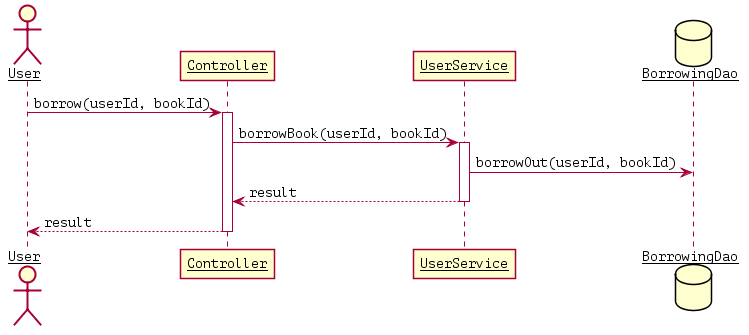 User
Controller
UserService
BorrowingDao
borrow(userId, bookId)
borrowBook(userId, bookId)
borrowOut(userId, bookId)
result
result
User
Controller
UserService
BorrowingDao